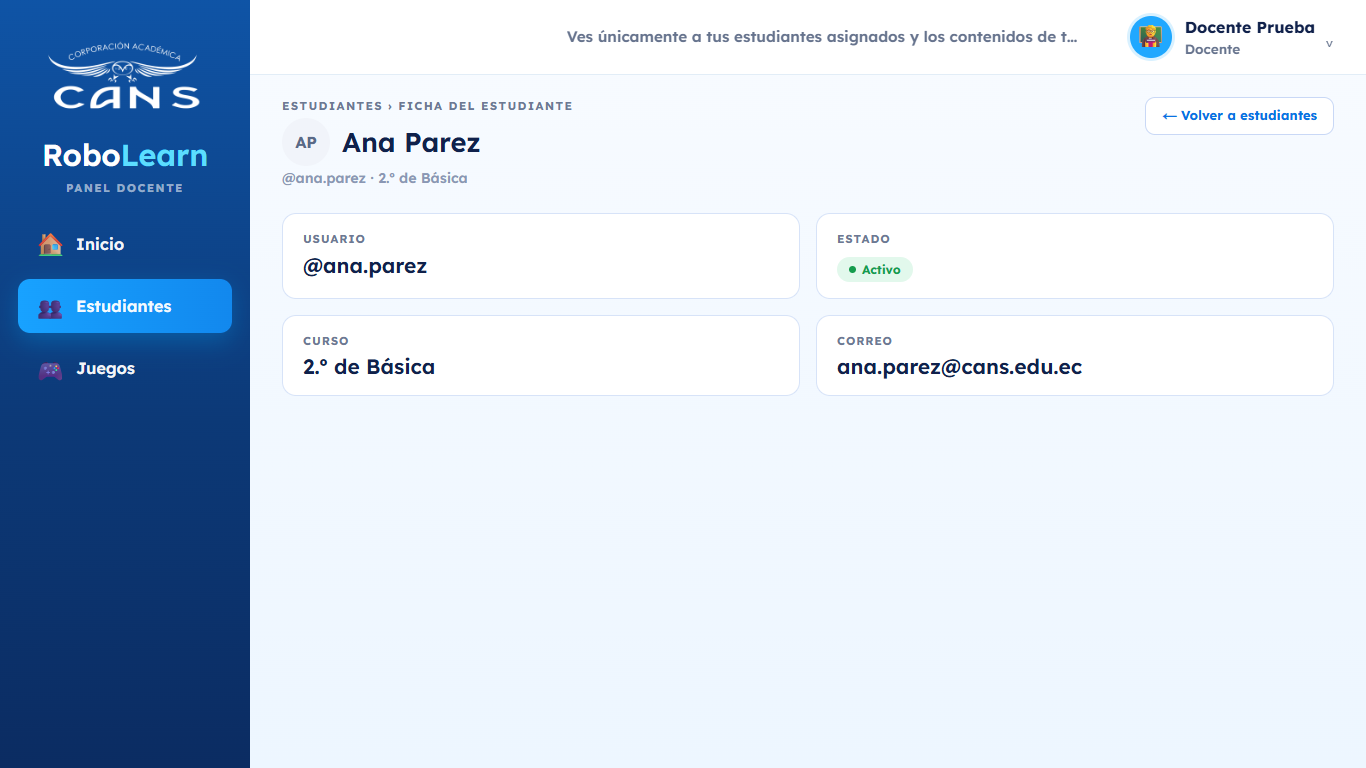 CORPORACIÓN ACADÉMICA
CANS
RoboLearn
PANEL DOCENTE
Inicio
Estudiantes
Juegos
Ves únicamente a tus estudiantes asignados y los contenidos de t...
Docente Prueba
Docente
v
ESTUDIANTES › FICHA DEL ESTUDIANTE
← Volver a estudiantes
AP
Ana Parez
@ana.parez · 2.º de Básica
USUARIO
@ana.parez
ESTADO
Activo
CURSO
2.º de Básica
CORREO
ana.parez@cans.edu.ec